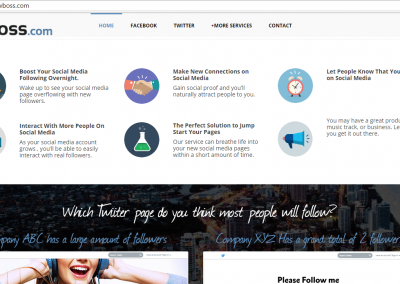 boss.com
OSS.com
HOME FACEBOOK TWITTER +MORE SERVICES CONTACT
Boost Your Social Media
Following Overnight.
Wake up to see your social media
page overflowing with new
followers.
Make New Connections on
Social Media
Gain social proof and you'll
naturally attract people to you.
Let People Know That You
on Social Media
Interact With More People On
Social Media
As your social media account
grows , you'll be able to easily
interact with real followers.
The Perfect Solution to Jump
Start Your Pages
Our service can breathe life into
your new social media pages
within a short amount of time.
You may have a great produ
music track, or business. Le
you get it out there.
Which Twitter page do you think most people will follow?
mpany ABC has a large amount of followers
Company XYZ Has a grand total of 2 follower
Please Follow me